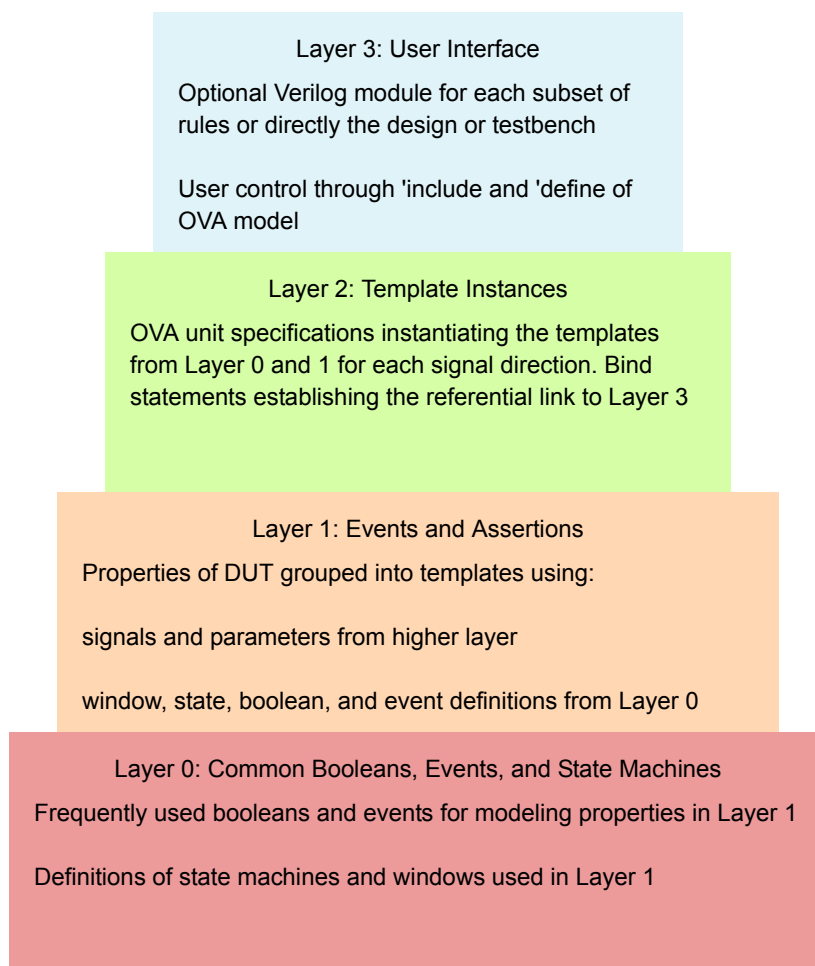 Layer 3: User Interface
Optional Verilog module for each subset of
rules or directly the design or testbench
User control through 'include and 'define of
OVA model
Layer 2: Template Instances
OVA unit specifications instantiating the templates
from Layer 0 and 1 for each signal direction. Bind
statements establishing the referential link to Layer 3
Layer 1: Events and Assertions
Properties of DUT grouped into templates using:
signals and parameters from higher layer
window, state, boolean, and event definitions from Layer 0
Layer 0: Common Booleans, Events, and State Machines
Frequently used booleans and events for modeling properties in Layer 1
Definitions of state machines and windows used in Layer 1